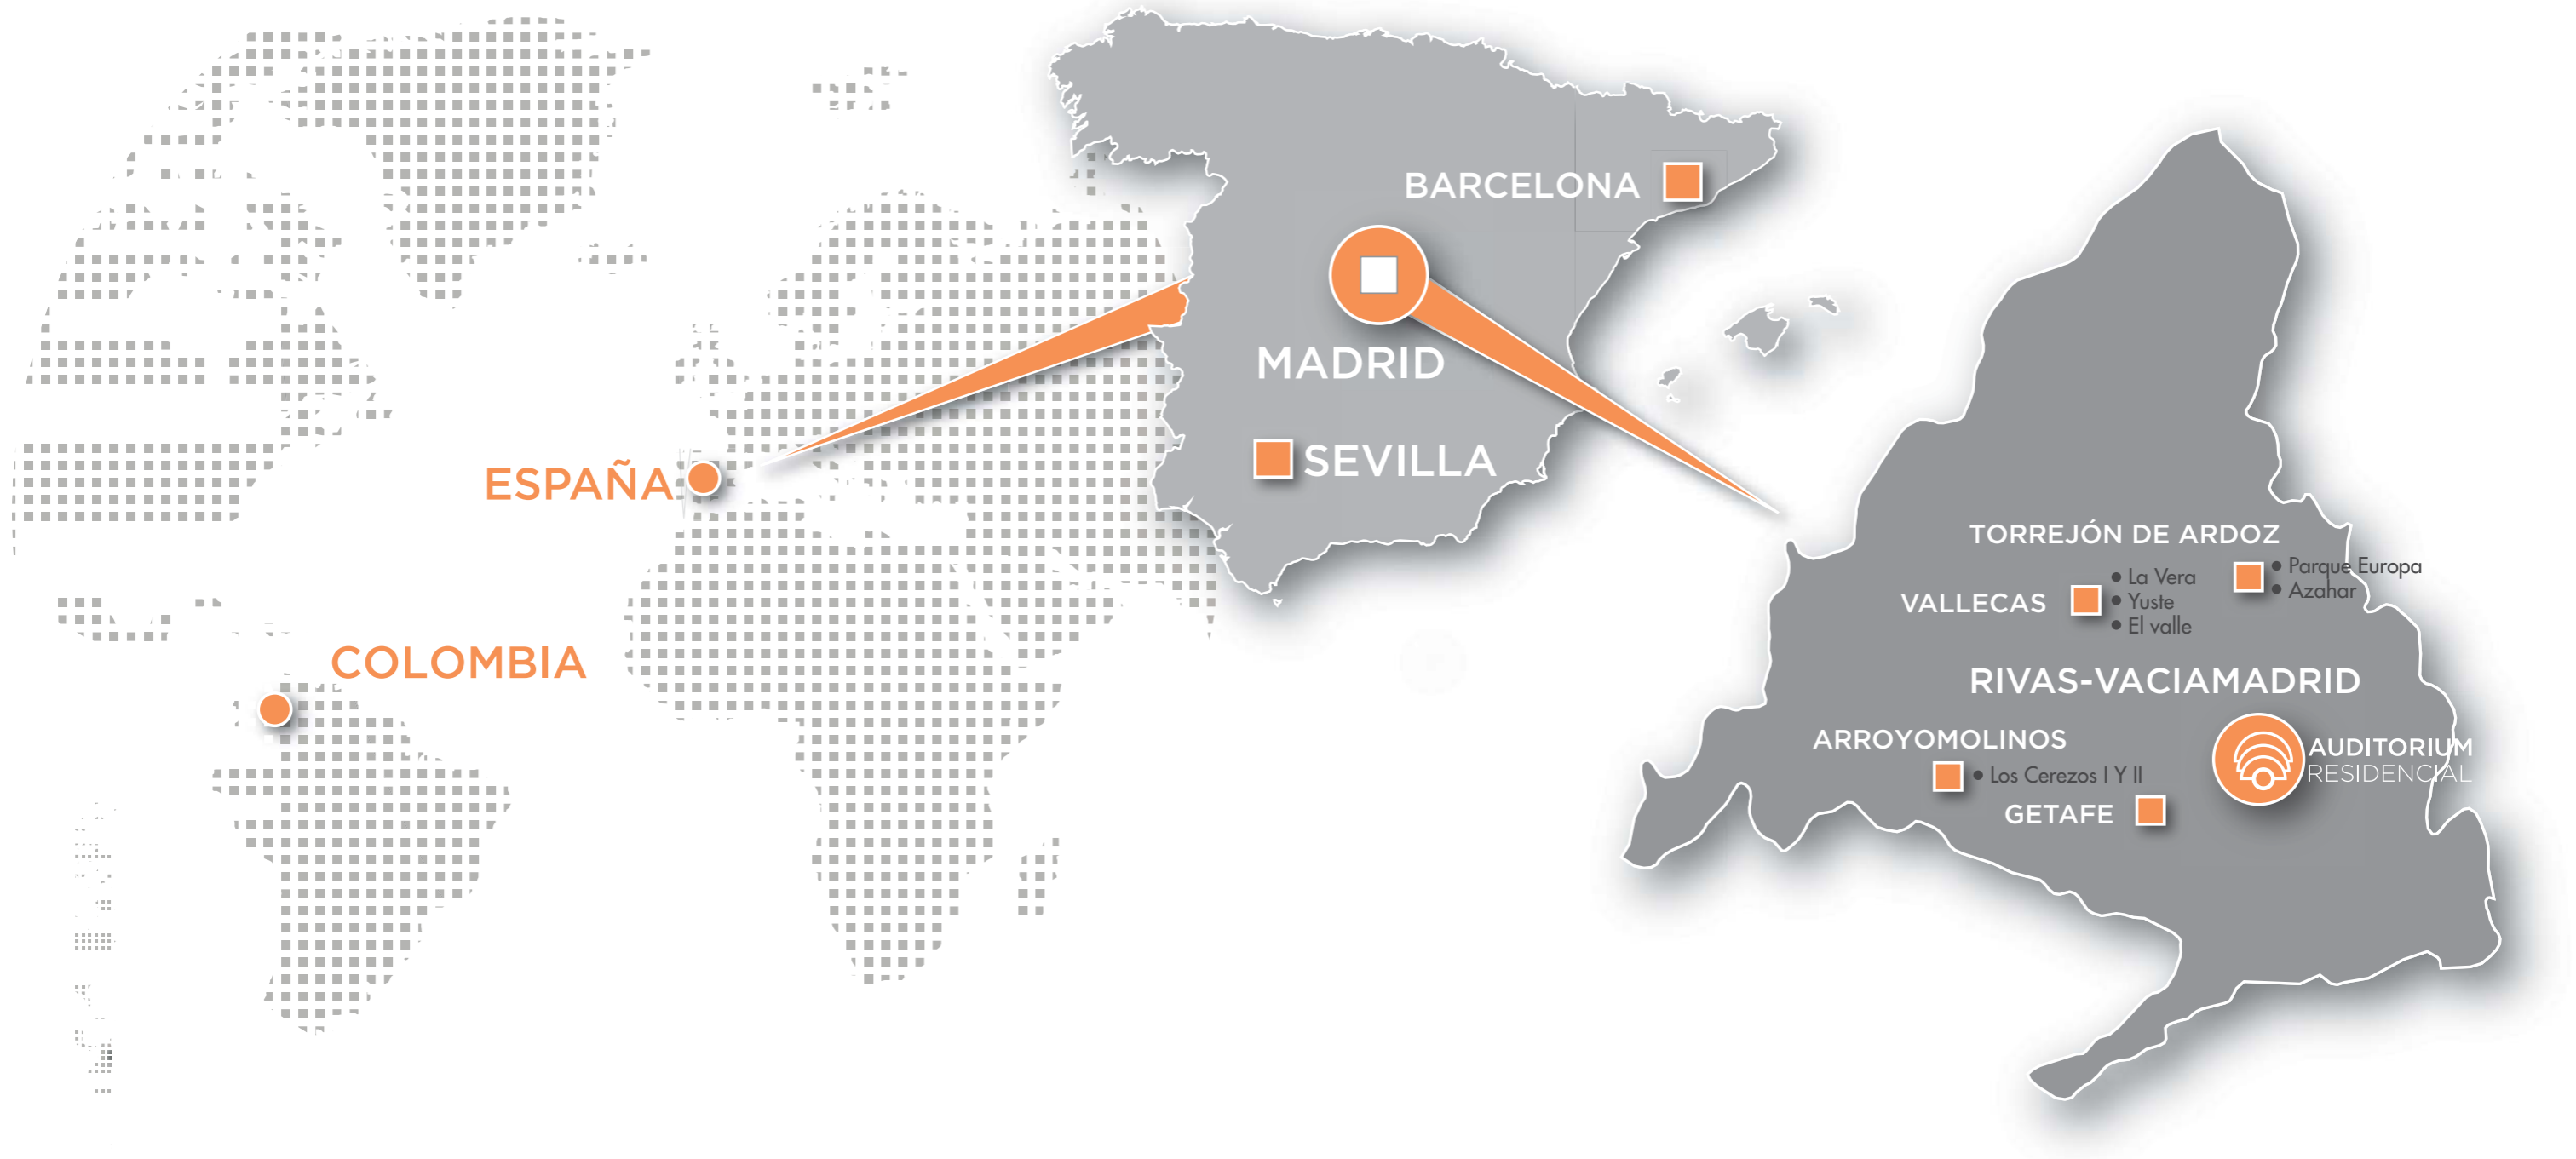 ESPAÑA
COLOMBIA
BARCELONA
MADRID
SEVILLA
TORREJÓN DE ARDOZ
• Parque Europa
• Azahar
VALLECAS
• La Vera
• Yuste
• El valle
RIVAS-VACIAMADRID
AUDITORIUM
RESIDENCIAL
ARROYOMOLINOS
• Los Cerezos I Y II
GETAFE